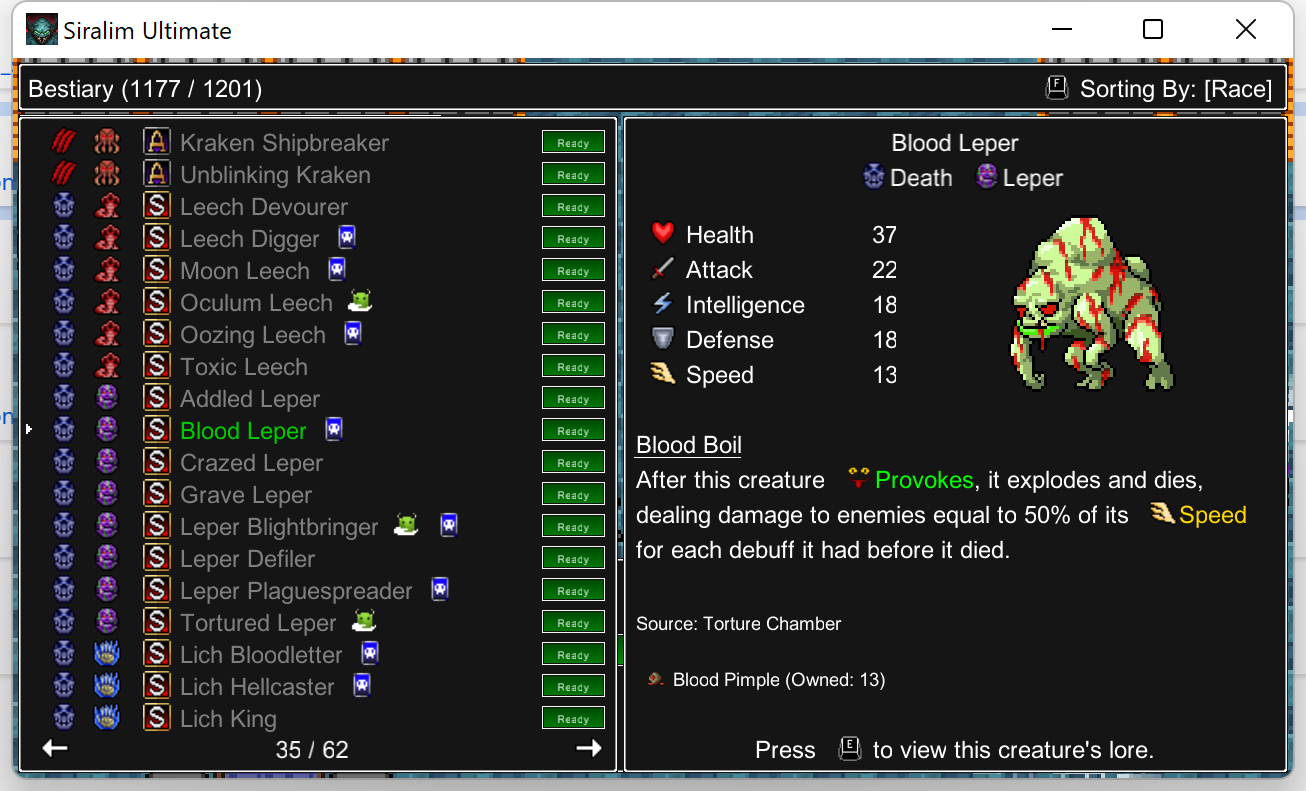 Siralim Ultimate
Bestiary (1177 / 1201)
F Sorting By: [Race]
A Kraken Shipbreaker Ready
A Unblinking Kraken Ready
S Leech Devourer Ready
S Leech Digger Ready
S Moon Leech Ready
S Oculum Leech Ready
S Oozing Leech Ready
S Toxic Leech Ready
S Addled Leper Ready
S Blood Leper Ready
S Crazed Leper Ready
S Grave Leper Ready
S Leper Blightbringer Ready
S Leper Defiler Ready
S Leper Plaguespreader Ready
S Tortured Leper Ready
S Lich Bloodletter Ready
S Lich Hellcaster Ready
S Lich King Ready
35 / 62
Blood Leper
Death Leper
Health 37
Attack 22
Intelligence 18
Defense 18
Speed 13
Blood Boil
After this creature Provokes, it explodes and dies,
dealing damage to enemies equal to 50% of its Speed
for each debuff it had before it died.
Source: Torture Chamber
Blood Pimple (Owned: 13)
Press E to view this creature's lore.